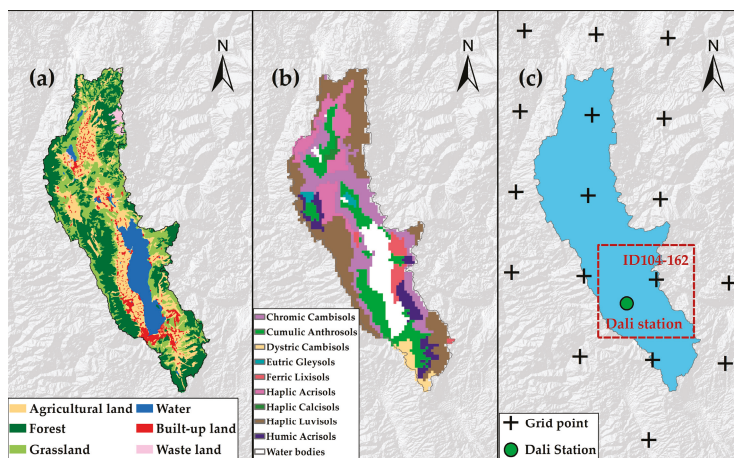 (a)
N
Agricultural land
Water
Forest
Built-up land
Grassland
Waste land
(b)
N
Chromic Cambisols
Cumulic Anthrosols
Dystric Cambisols
Eutric Gleysols
Ferric Lixisols
Haplic Acrisols
Haplic Calcisols
Haplic Luvisols
Humic Acrisols
Water bodies
(c)
N
ID104-162
Dali station
Grid point
Dali Station